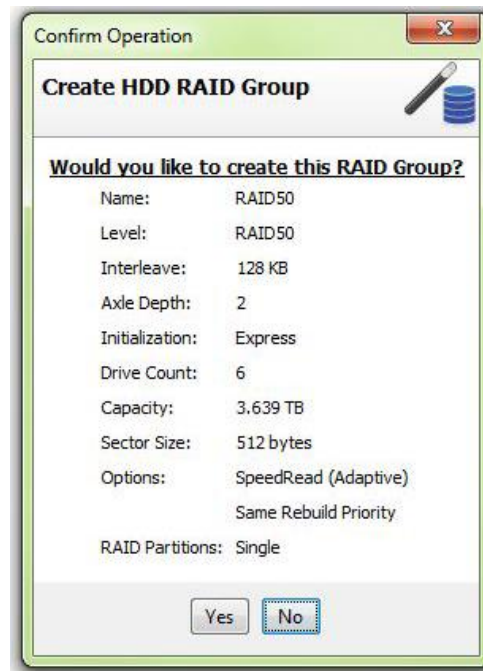 Confirm Operation
Create HDD RAID Group
Would you like to create this RAID Group?
Name: RAID50
Level: RAID50
Interleave: 128 KB
Axle Depth: 2
Initialization: Express
Drive Count: 6
Capacity: 3.639 TB
Sector Size: 512 bytes
Options: SpeedRead (Adaptive)
Same Rebuild Priority
RAID Partitions: Single
Yes No